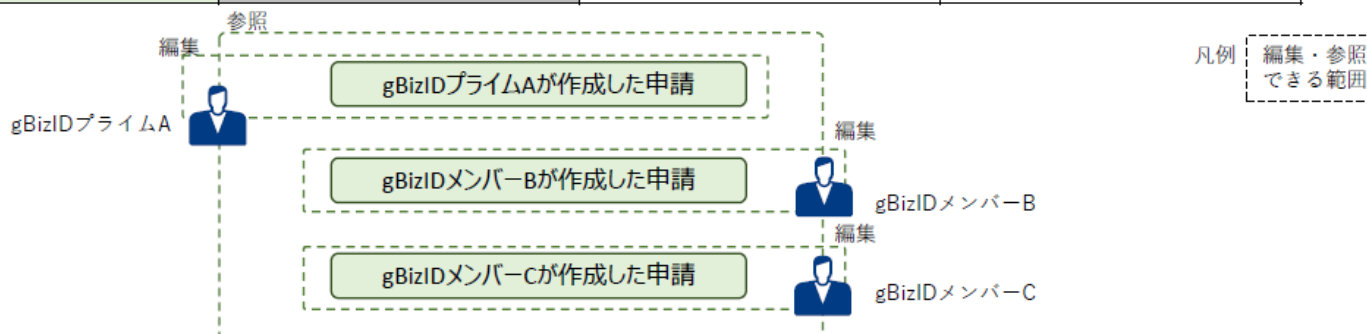 参照
編集
gBizIDプライムAが作成した申請
gBizIDプライムA
凡例
編集・参照
できる範囲
編集
gBizIDメンバーBが作成した申請
gBizIDメンバーB
編集
gBizIDメンバーCが作成した申請
gBizIDメンバーC